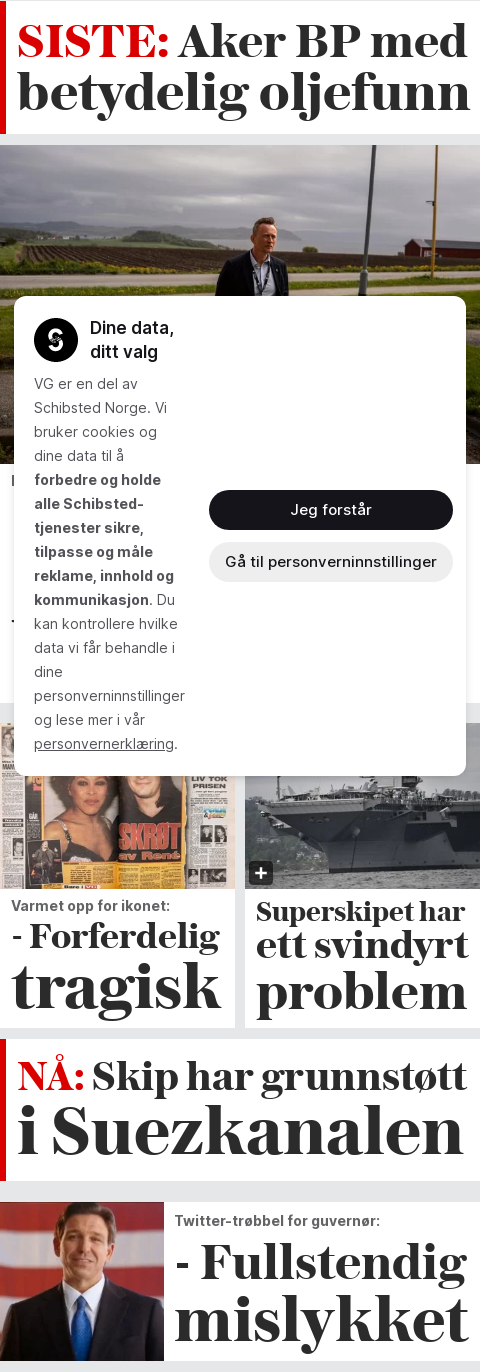 SISTE: Aker BP med
betydelig oljefunn
Dine data,
ditt valg
VG er en del av
Schibsted Norge. Vi
bruker cookies og
dine data til å
forbedre og holde
alle Schibsted-
tjenester sikre,
tilpasse og måle
reklame, innhold og
kommunikasjon. Du
kan kontrollere hvilke
data vi får behandle i
dine
personverninnstillinger
og lese mer i vår
personvernerklæring.
Jeg forstår
Gå til personverninnstillinger
LIV TOK
PRISEN
SKRØT
av René
Varmet opp for ikonet:
- Forferdelig
tragisk
Superskipet har
ett svindyrt
problem
NÅ: Skip har grunnstøtt
i Suezkanalen
Twitter-trøbbel for guvernør:
- Fullstendig
mislykket